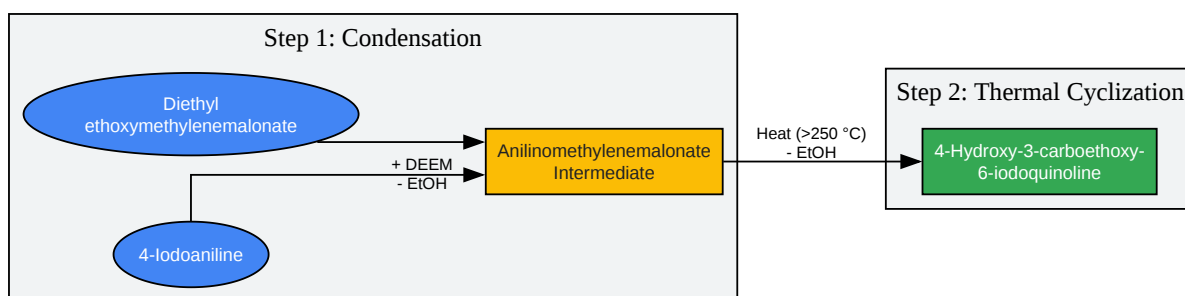 Step 1: Condensation
Diethyl
ethoxymethylenemalonate
+ DEEM
- EtOH
4-Iodoaniline
Anilinomethylenemalonate
Intermediate
Heat (>250 °C)
- EtOH
Step 2: Thermal Cyclization
4-Hydroxy-3-carboethoxy-
6-iodoquinoline